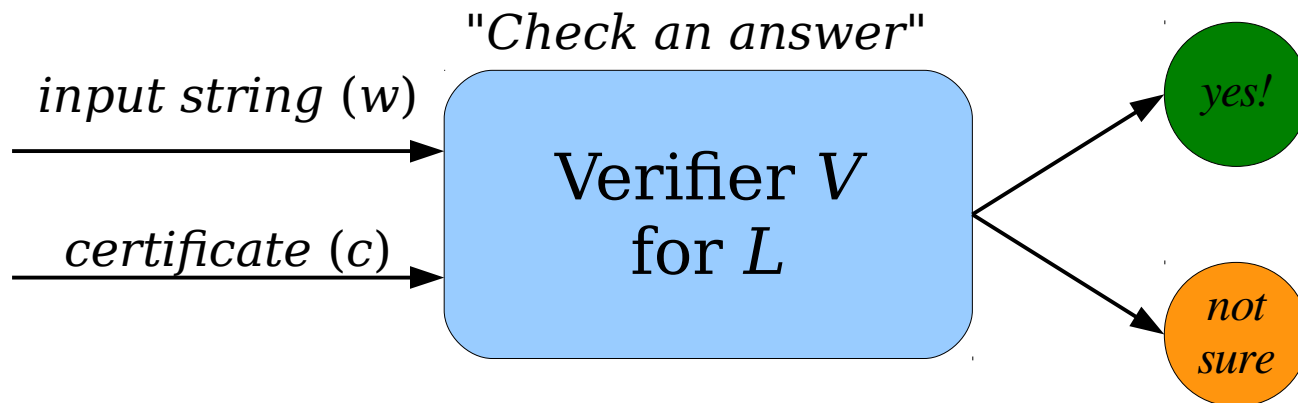 "Check an answer"
input string (w)
certificate (c)
Verifier V
for L
yes!
not
sure